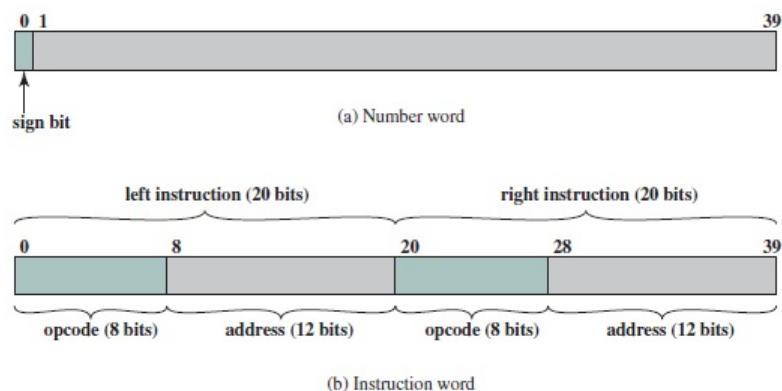 0 1 39
sign bit
(a) Number word
left instruction (20 bits) right instruction (20 bits)
0 8 20 28 39
opcode (8 bits) address (12 bits) opcode (8 bits) address (12 bits)
(b) Instruction word